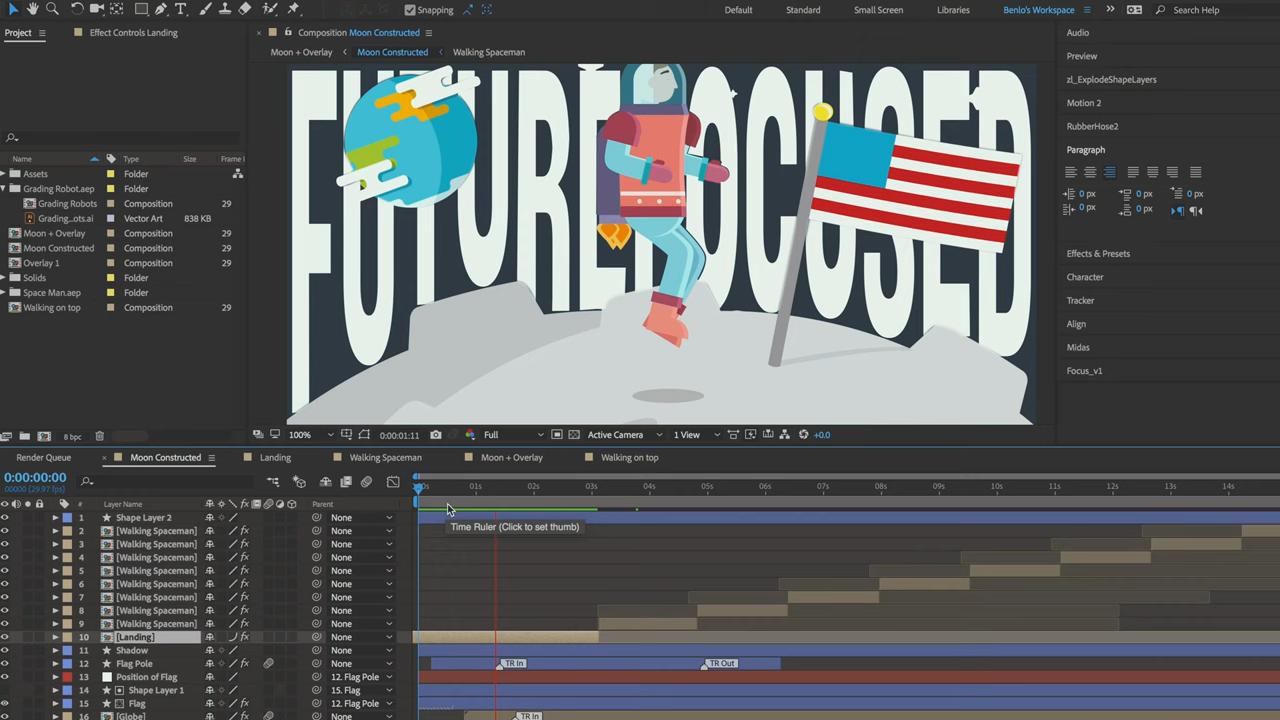 Snapping
Default
Standard
Small Screen
Libraries
Benlo's Workspace
Search Help
Project
Effect Controls Landing
Composition Moon Constructed
Moon + Overlay
Moon Constructed
Walking Spaceman
Name
Type
Size
Frame I
Assets
Folder
Grading Robot.aep
Folder
Grading Robots
Composition
29
Grading...ots.ai
Vector Art
838 KB
Moon + Overlay
Composition
29
Moon Constructed
Composition
29
Overlay 1
Composition
29
Solids
Folder
Space Man.aep
Folder
Walking on top
Composition
29
8 bpc
FUTURE FOCUSED
100%
0:00:01:11
Full
Active Camera
1 View
+0.0
Audio
Preview
zl_ExplodeShapeLayers
Motion 2
RubberHose2
Paragraph
0 px
0 px
0 px
0 px
0 px
Effects & Presets
Character
Tracker
Align
Midas
Focus_v1
Render Queue
Moon Constructed
Landing
Walking Spaceman
Moon + Overlay
Walking on top
0:00:00:00
00000 (29.97 fps)
01s
02s
03s
04s
05s
06s
07s
08s
09s
10s
11s
12s
13s
14s
#
Layer Name
Parent
Time Ruler (Click to set thumb)
1 Shape Layer 2 None
2 [Walking Spaceman] None
3 [Walking Spaceman] None
4 [Walking Spaceman] None
5 [Walking Spaceman] None
6 [Walking Spaceman] None
7 [Walking Spaceman] None
8 [Walking Spaceman] None
9 [Walking Spaceman] None
10 [Landing] None
11 Shadow None
12 Flag Pole None TR In TR Out
13 Position of Flag 12. Flag Pole
14 Shape Layer 1 15. Flag
15 Flag 12. Flag Pole
16 [Globe] None TR In